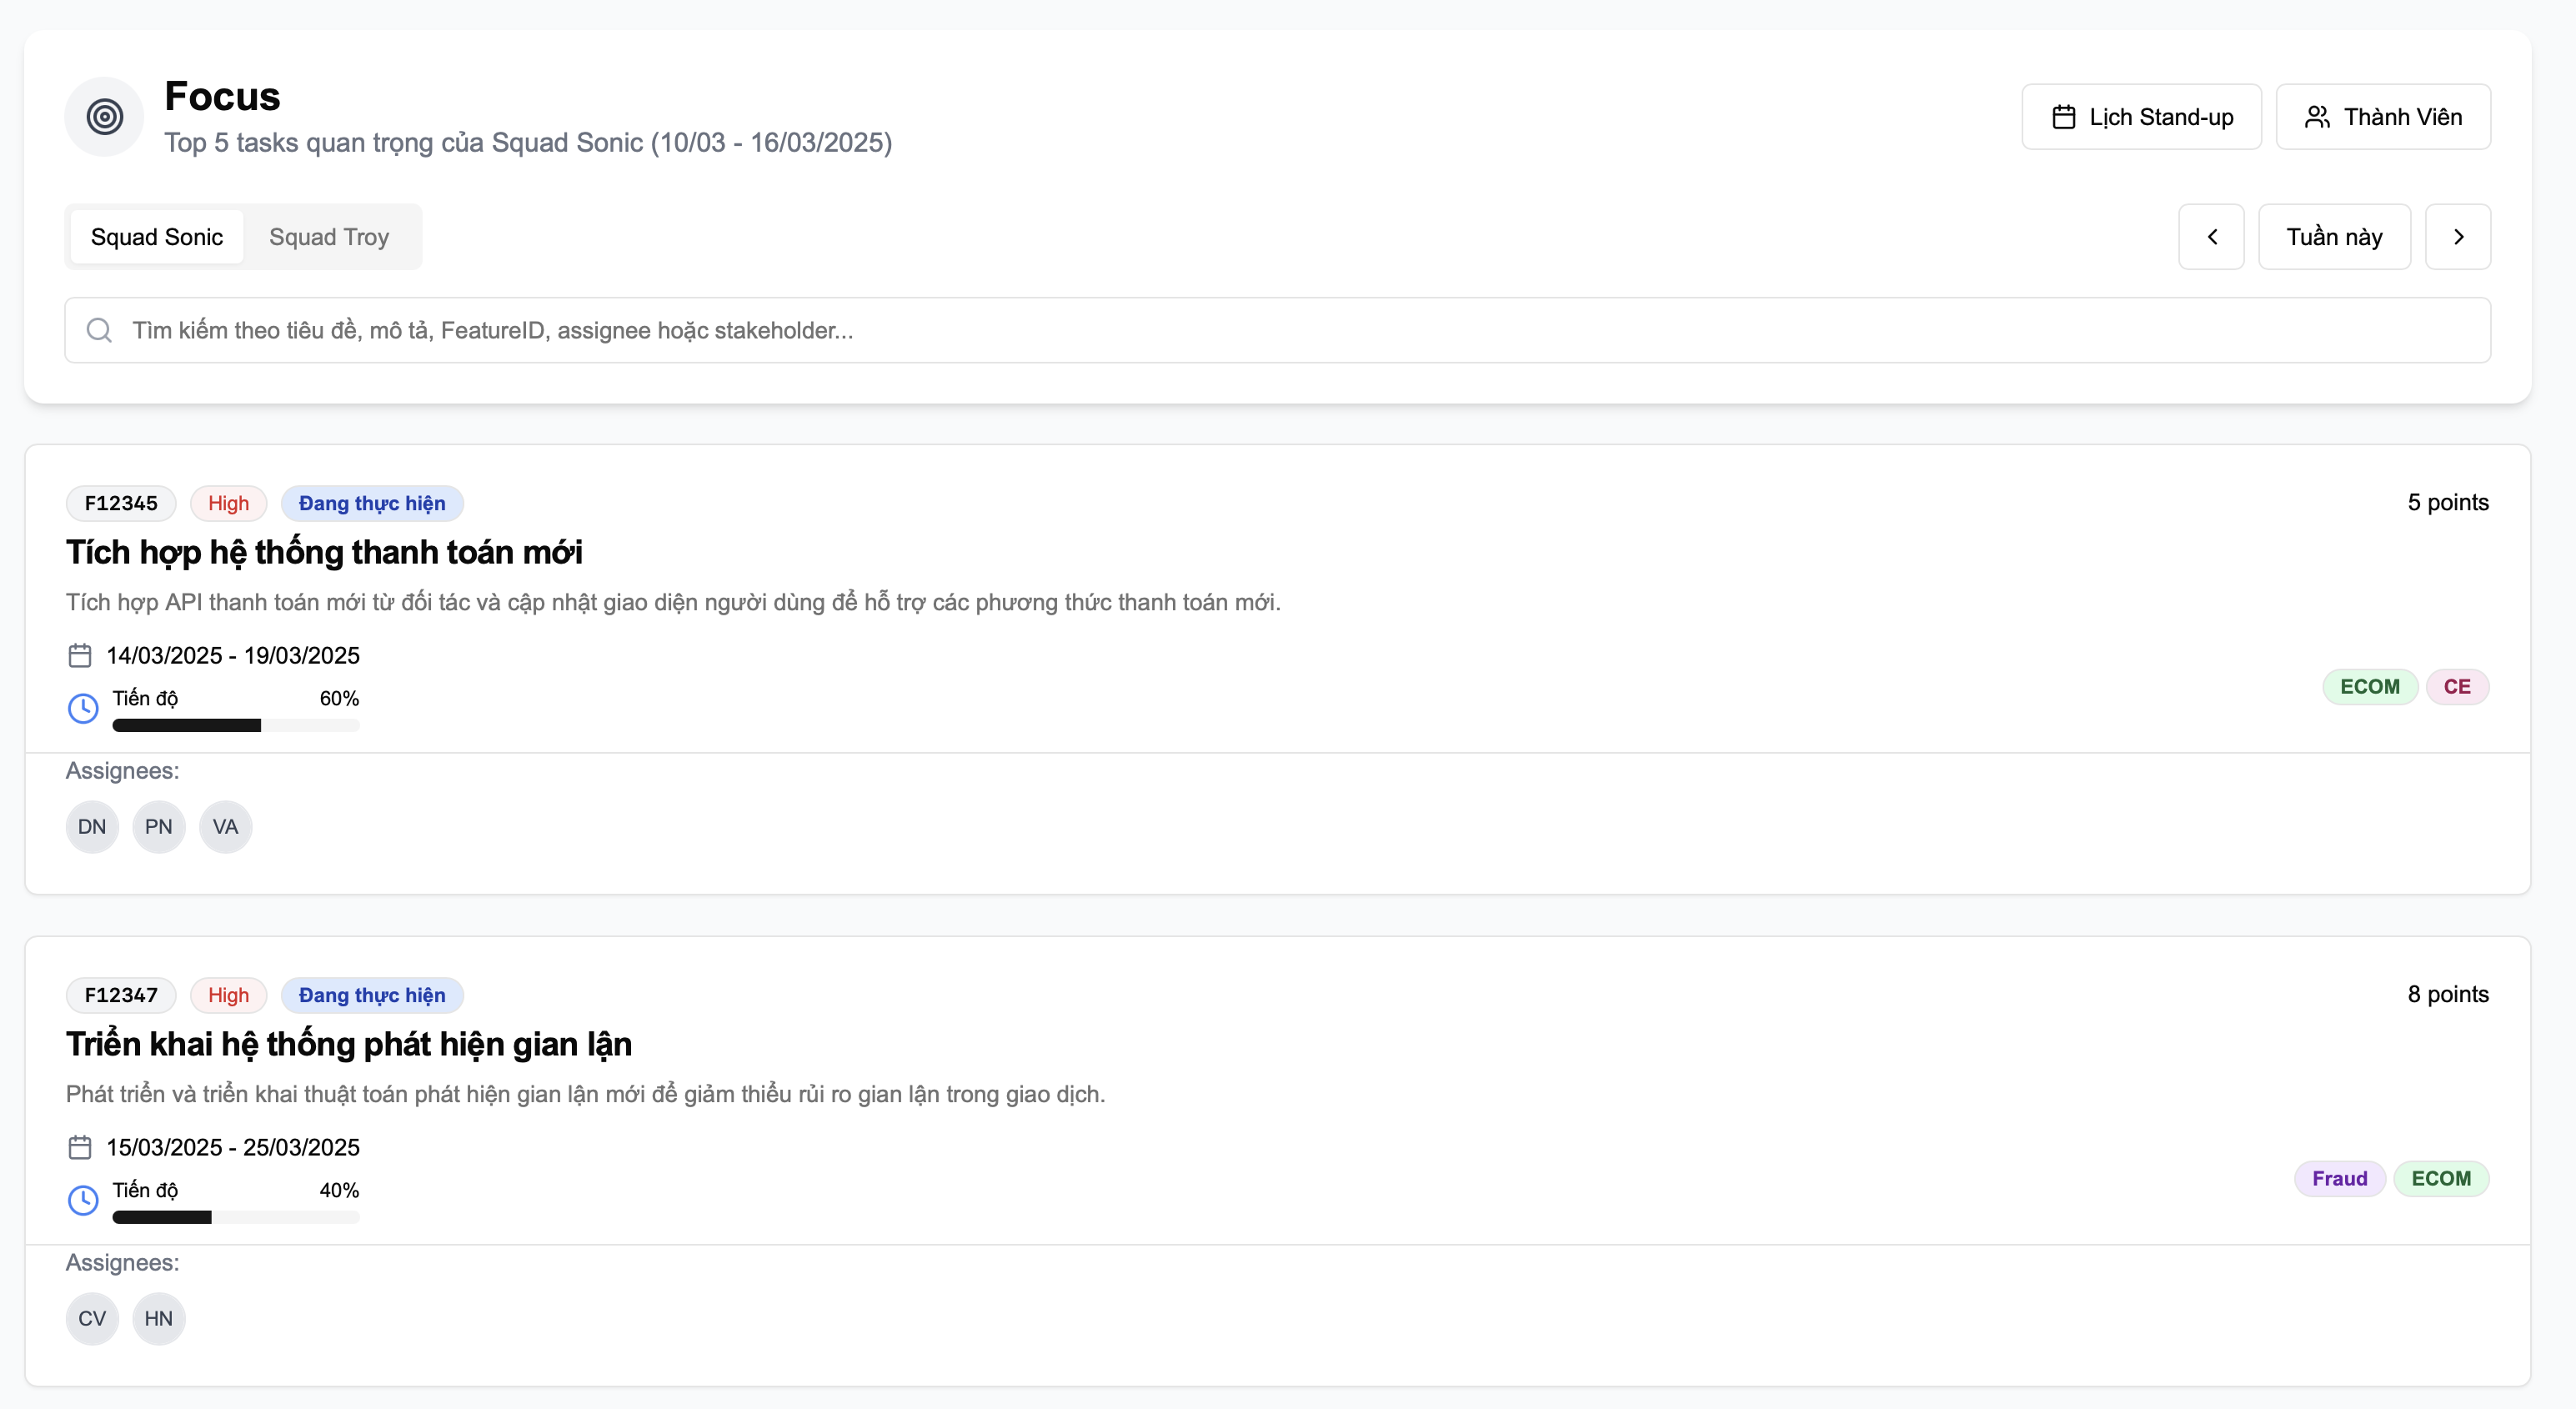 Focus
Top 5 tasks quan trọng của Squad Sonic (10/03 - 16/03/2025)
Lịch Stand-up
Thành Viên
Squad Sonic
Squad Troy
Tuần này
Tìm kiếm theo tiêu đề, mô tả, FeatureID, assignee hoặc stakeholder...
F12345
High
Đang thực hiện
5 points
Tích hợp hệ thống thanh toán mới
Tích hợp API thanh toán mới từ đối tác và cập nhật giao diện người dùng để hỗ trợ các phương thức thanh toán mới.
14/03/2025 - 19/03/2025
Tiến độ 60%
ECOM
CE
Assignees:
DN
PN
VA
F12347
High
Đang thực hiện
8 points
Triển khai hệ thống phát hiện gian lận
Phát triển và triển khai thuật toán phát hiện gian lận mới để giảm thiểu rủi ro gian lận trong giao dịch.
15/03/2025 - 25/03/2025
Tiến độ 40%
Fraud
ECOM
Assignees:
CV
HN